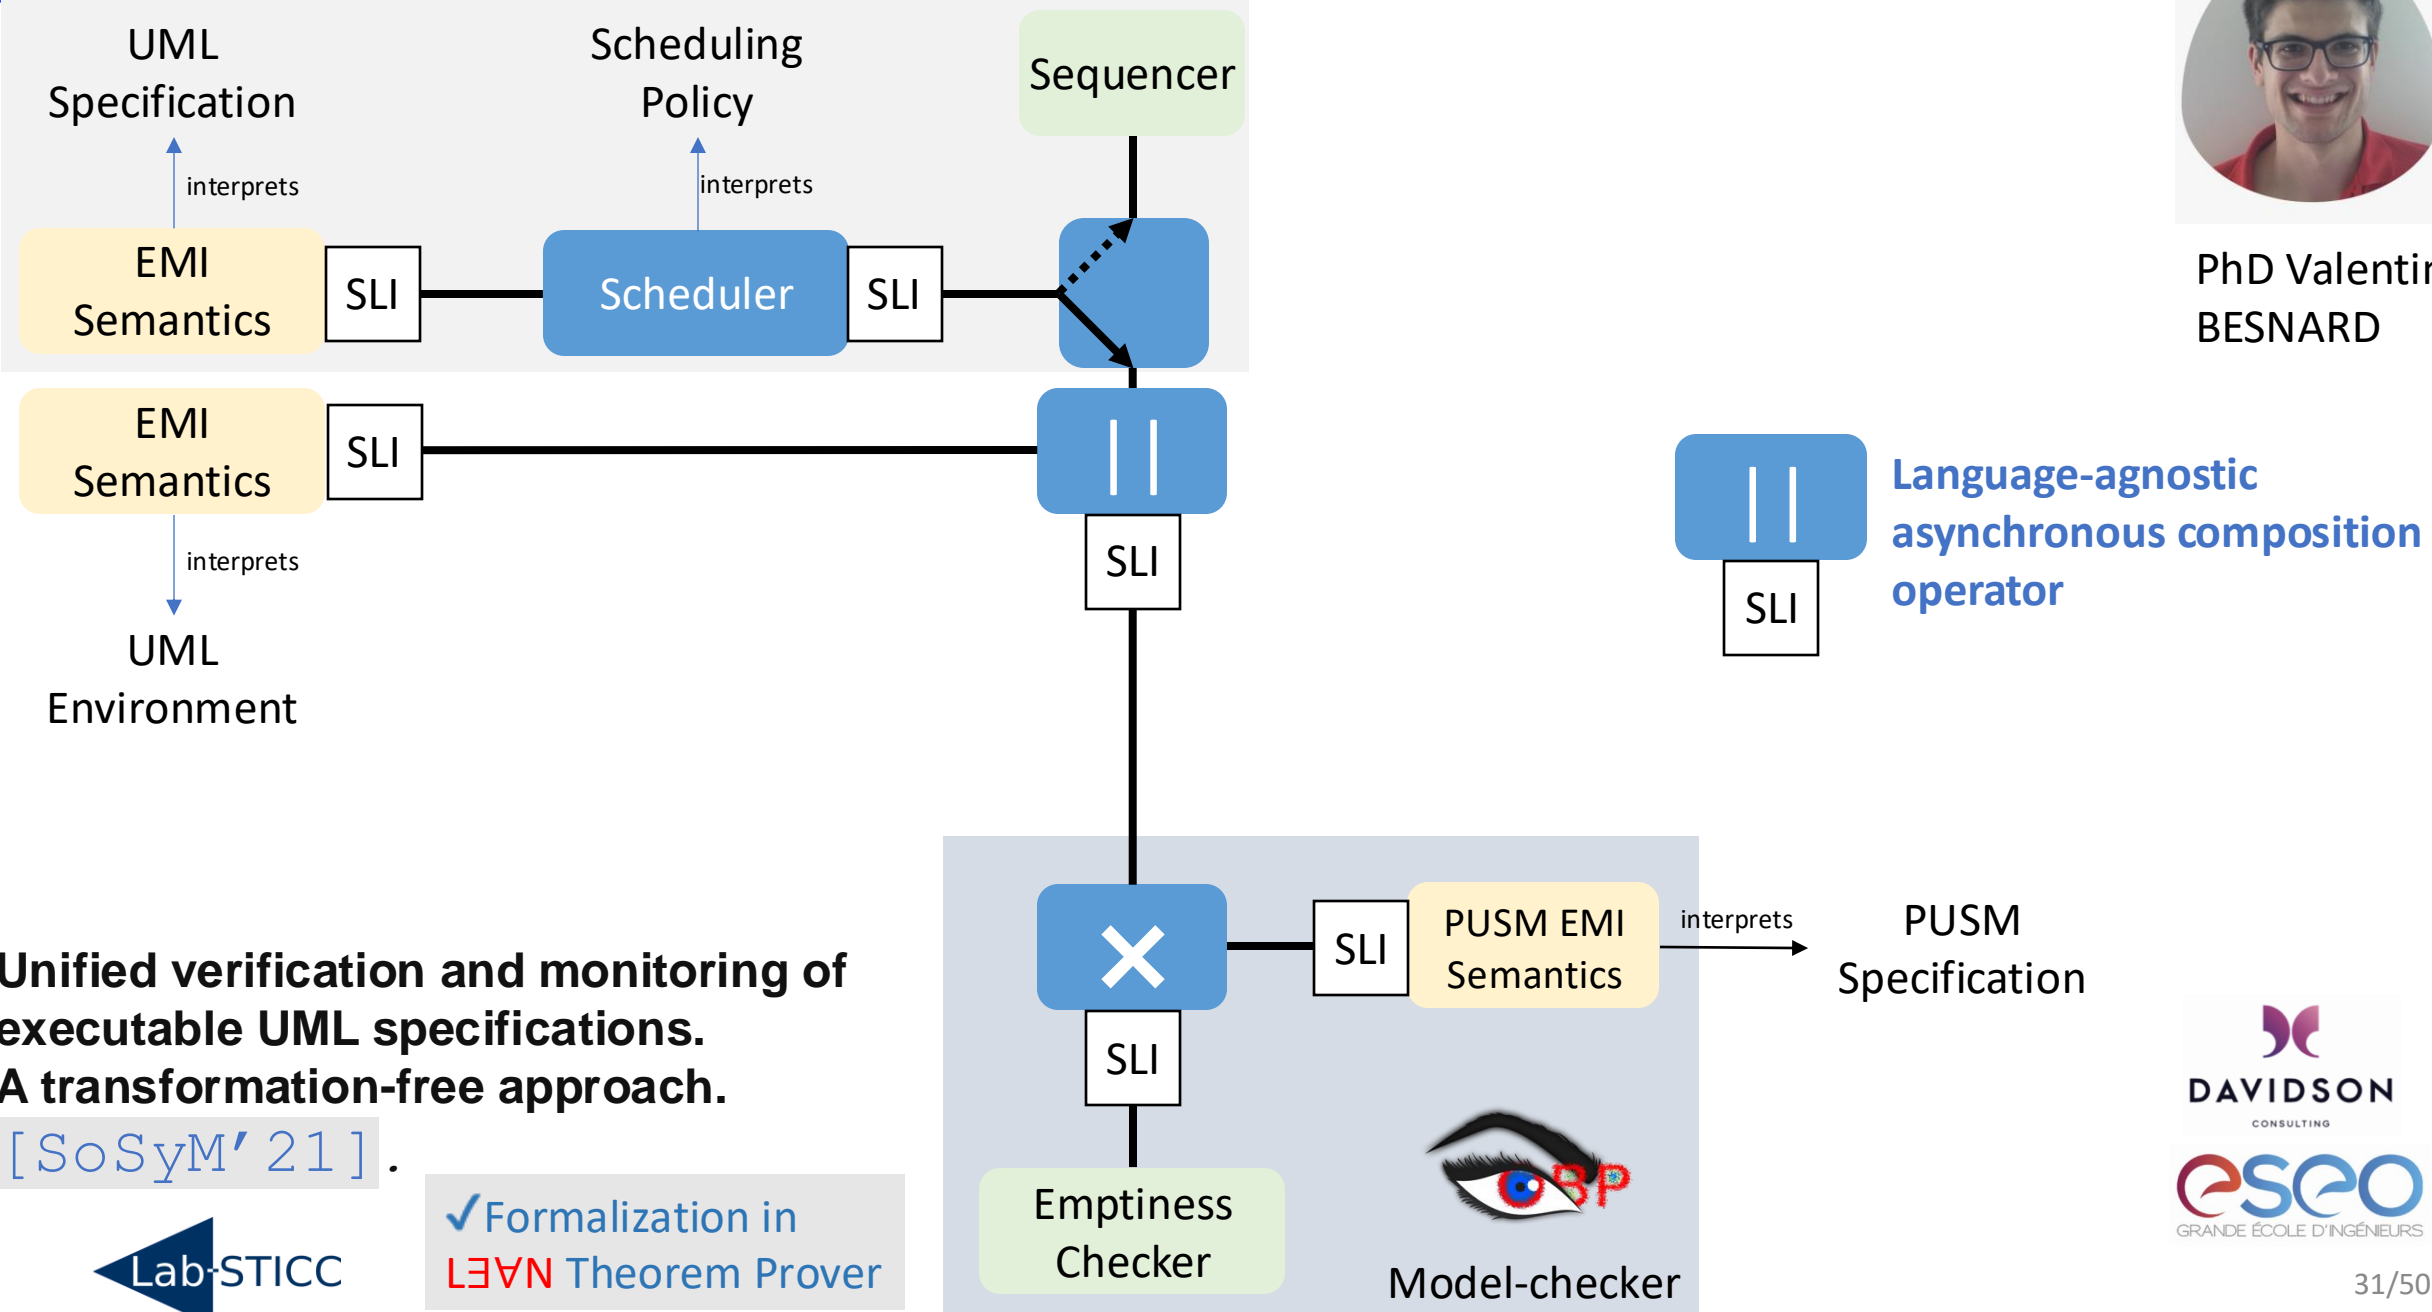 UML
Specification
Scheduling
Policy
Sequencer
interprets
interprets
EMI
Semantics
SLI
Scheduler
SLI
PhD Valentin
BESNARD
EMI
Semantics
SLI
||
SLI
interprets
UML
Environment
||
SLI
Language-agnostic
asynchronous composition
operator
×
SLI
PUSM EMI
Semantics
interprets
PUSM
Specification
SLI
Emptiness
Checker
BP
Model-checker
Unified verification and monitoring of
executable UML specifications.
A transformation-free approach.
[SoSyM'21].
Lab-STICC
✓Formalization in
L∃∀N Theorem Prover
DAVIDSON
CONSULTING
eseo
GRANDE ÉCOLE D'INGÉNIEURS
31/50